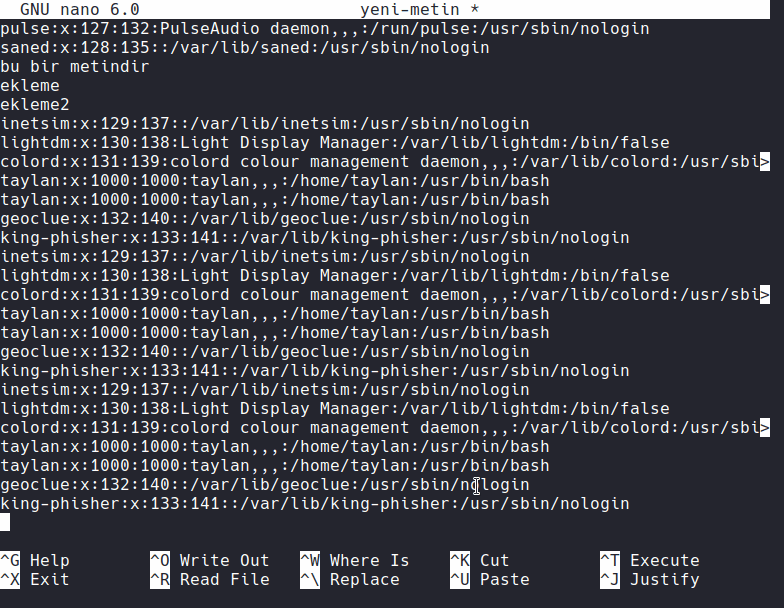 GNU nano 6.0 yeni-metin *
pulse:x:127:132:PulseAudio daemon,,,:/run/pulse:/usr/sbin/nologin
saned:x:128:135::/var/lib/saned:/usr/sbin/nologin
bu bir metindir
ekleme
ekleme2
inetsim:x:129:137::/var/lib/inetsim:/usr/sbin/nologin
lightdm:x:130:138:Light Display Manager:/var/lib/lightdm:/bin/false
colord:x:131:139:colord colour management daemon,,,:/var/lib/colord:/usr/sbi>
taylan:x:1000:1000:taylan,,,:/home/taylan:/usr/bin/bash
taylan:x:1000:1000:taylan,,,:/home/taylan:/usr/bin/bash
geoclue:x:132:140::/var/lib/geoclue:/usr/sbin/nologin
king-phisher:x:133:141::/var/lib/king-phisher:/usr/sbin/nologin
inetsim:x:129:137::/var/lib/inetsim:/usr/sbin/nologin
lightdm:x:130:138:Light Display Manager:/var/lib/lightdm:/bin/false
colord:x:131:139:colord colour management daemon,,,:/var/lib/colord:/usr/sbi>
taylan:x:1000:1000:taylan,,,:/home/taylan:/usr/bin/bash
taylan:x:1000:1000:taylan,,,:/home/taylan:/usr/bin/bash
geoclue:x:132:140::/var/lib/geoclue:/usr/sbin/nologin
king-phisher:x:133:141::/var/lib/king-phisher:/usr/sbin/nologin
inetsim:x:129:137::/var/lib/inetsim:/usr/sbin/nologin
lightdm:x:130:138:Light Display Manager:/var/lib/lightdm:/bin/false
colord:x:131:139:colord colour management daemon,,,:/var/lib/colord:/usr/sbi>
taylan:x:1000:1000:taylan,,,:/home/taylan:/usr/bin/bash
taylan:x:1000:1000:taylan,,,:/home/taylan:/usr/bin/bash
geoclue:x:132:140::/var/lib/geoclue:/usr/sbin/nologin
king-phisher:x:133:141::/var/lib/king-phisher:/usr/sbin/nologin
^G Help ^O Write Out ^W Where Is ^K Cut ^T Execute
^X Exit ^R Read File ^\ Replace ^U Paste ^J Justify